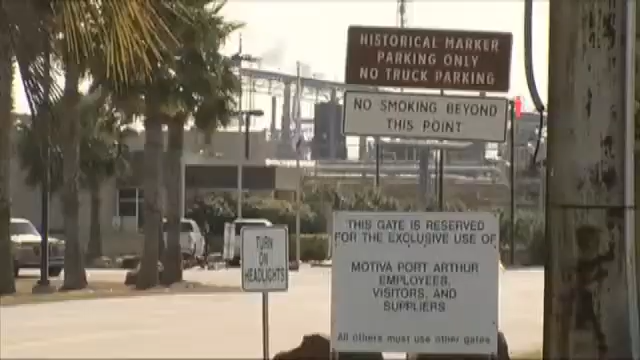 HISTORICAL MARKER
PARKING ONLY
NO TRUCK PARKING
NO SMOKING BEYOND
THIS POINT
TURN
ON
HEADLIGHTS
THIS GATE IS RESERVED
FOR THE EXCLUSIVE USE OF
MOTIVA PORT ARTHUR
EMPLOYEES,
VISITORS, AND
SUPPLIERS
All others must use other gates